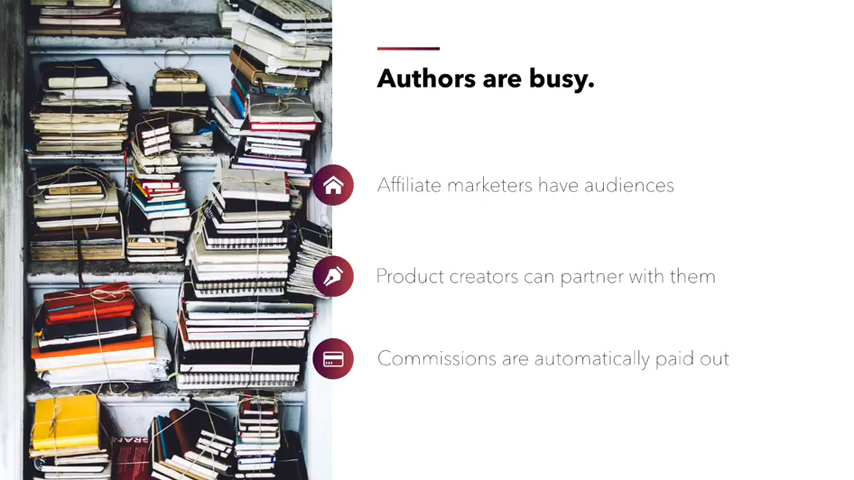 Authors are busy.
Affiliate marketers have audiences
Product creators can partner with them
Commissions are automatically paid out